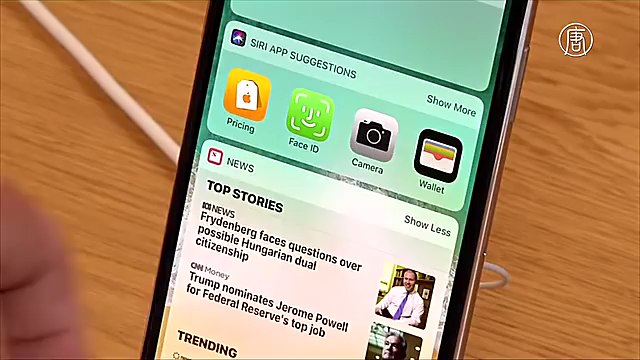 唐
SIRI APP SUGGESTIONS
Show More
Pricing
Face ID
Camera
Wallet
NEWS
TOP STORIES
Show Less
NEWS
Frydenberg faces questions over
possible Hungarian dual
citizenship
CNN Money
Trump nominates Jerome Powell
for Federal Reserve's top job
TRENDING